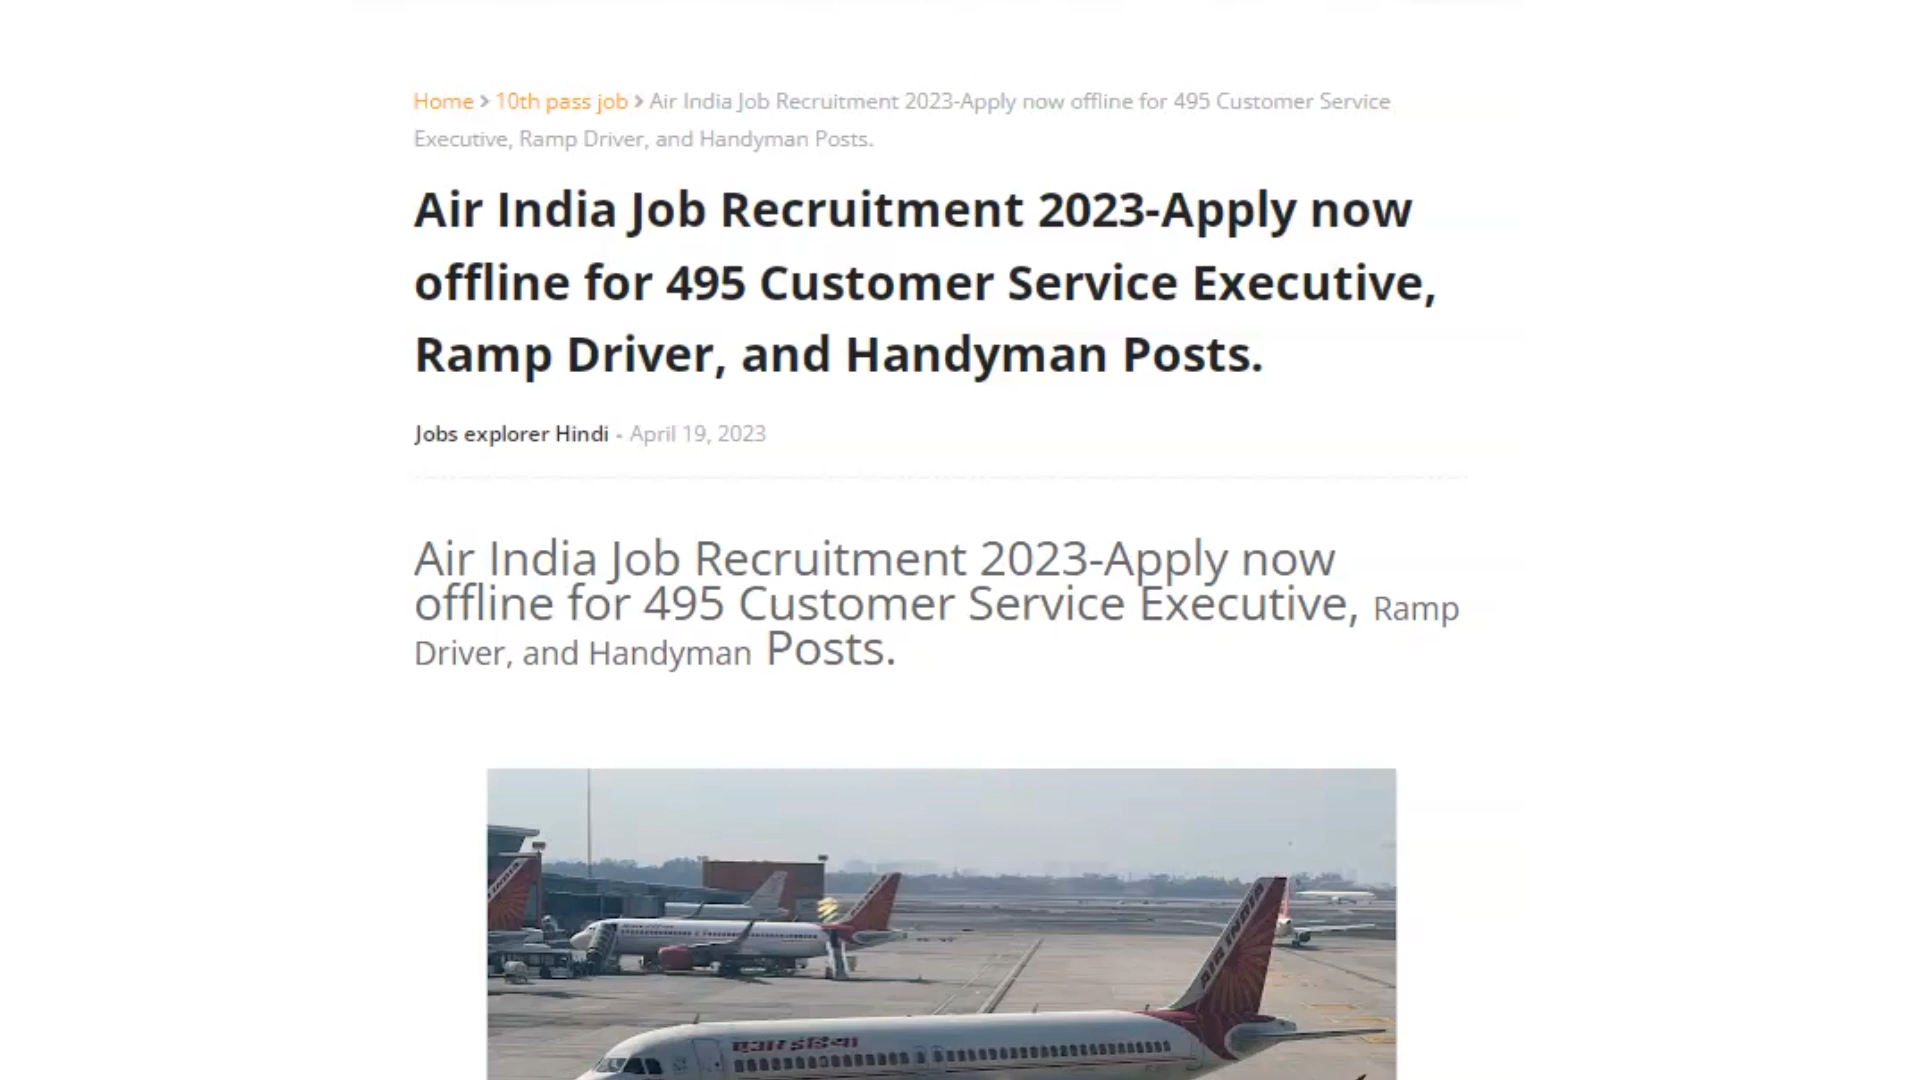 Home > 10th pass job > Air India Job Recruitment 2023-Apply now offline for 495 Customer Service
Executive, Ramp Driver, and Handyman Posts.
Air India Job Recruitment 2023-Apply now
offline for 495 Customer Service Executive,
Ramp Driver, and Handyman Posts.
Jobs explorer Hindi - April 19, 2023
Air India Job Recruitment 2023-Apply now
offline for 495 Customer Service Executive, Ramp
Driver, and Handyman Posts.
AIR INDIA
एअर इंडिया